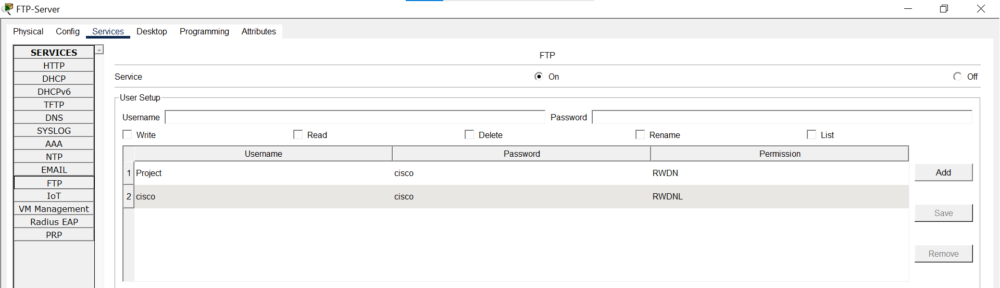 FTP-Server
Physical Config Services Desktop Programming Attributes
SERVICES
HTTP
DHCP
DHCPv6
TFTP
DNS
SYSLOG
AAA
NTP
EMAIL
FTP
IoT
VM Management
Radius EAP
PRP
FTP
Service On Off
User Setup
Username Password
Write Read Delete Rename List
Username Password Permission
1 Project cisco RWDN
2 cisco cisco RWDNL
Add
Save
Remove